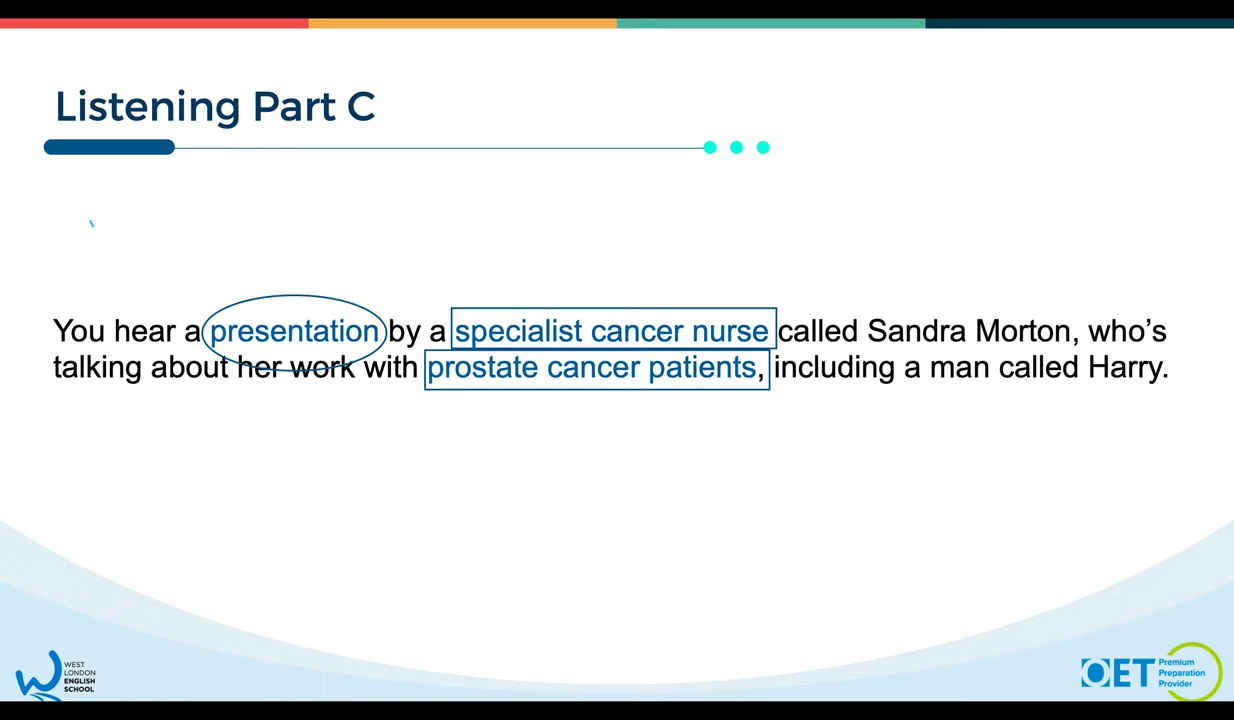 Listening Part C
You hear a presentation by a specialist cancer nurse called Sandra Morton, who's
talking about her work with prostate cancer patients, including a man called Harry.
WEST
LONDON
ENGLISH
SCHOOL
OET
Premium
Preparation
Provider